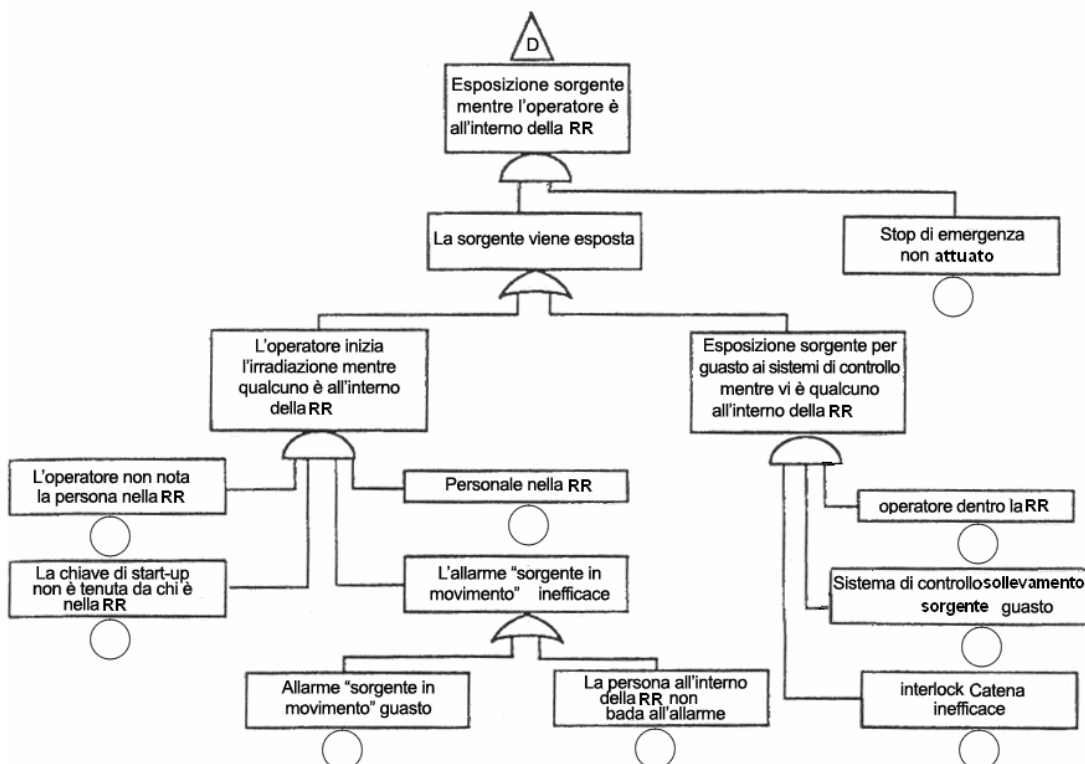 D
Esposizione sorgente
mentre l'operatore è
all'interno della RR
La sorgente viene esposta
Stop di emergenza
non attuato
L'operatore inizia
l'irradiazione mentre
qualcuno è all'interno
della RR
Esposizione sorgente per
guasto ai sistemi di controllo
mentre vi è qualcuno
all'interno della RR
L'operatore non nota
la persona nella RR
Personale nella RR
operatore dentro la RR
La chiave di start-up
non è tenuta da chi è
nella RR
L'allarme "sorgente in
movimento" inefficace
Sistema di controllo sollevamento
sorgente guasto
Allarme "sorgente in
movimento" guasto
La persona all'interno
della RR non
bada all'allarme
interlock Catena
inefficace